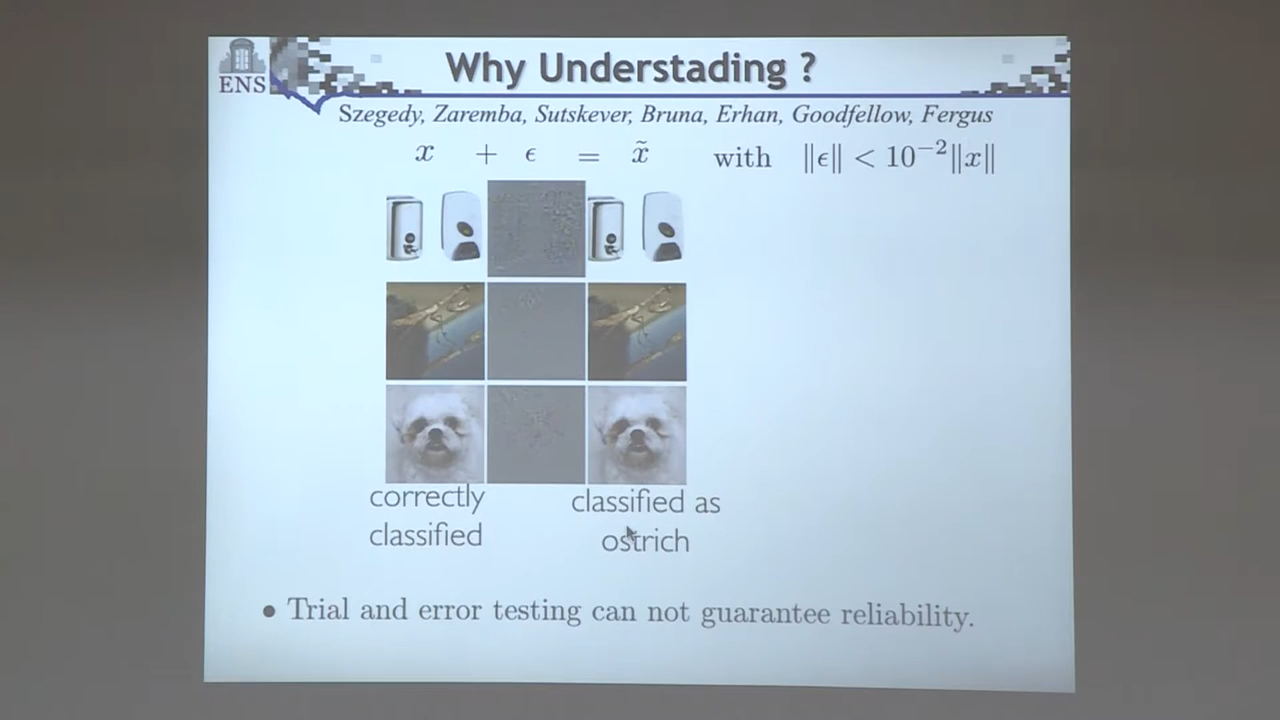 ENS
Why Understading ?
Szegedy, Zaremba, Sutskever, Bruna, Erhan, Goodfellow, Fergus
x + ϵ = x̃ with ‖ϵ‖ < 10⁻²‖x‖
correctly
classified
classified as
ostrich
• Trial and error testing can not guarantee reliability.